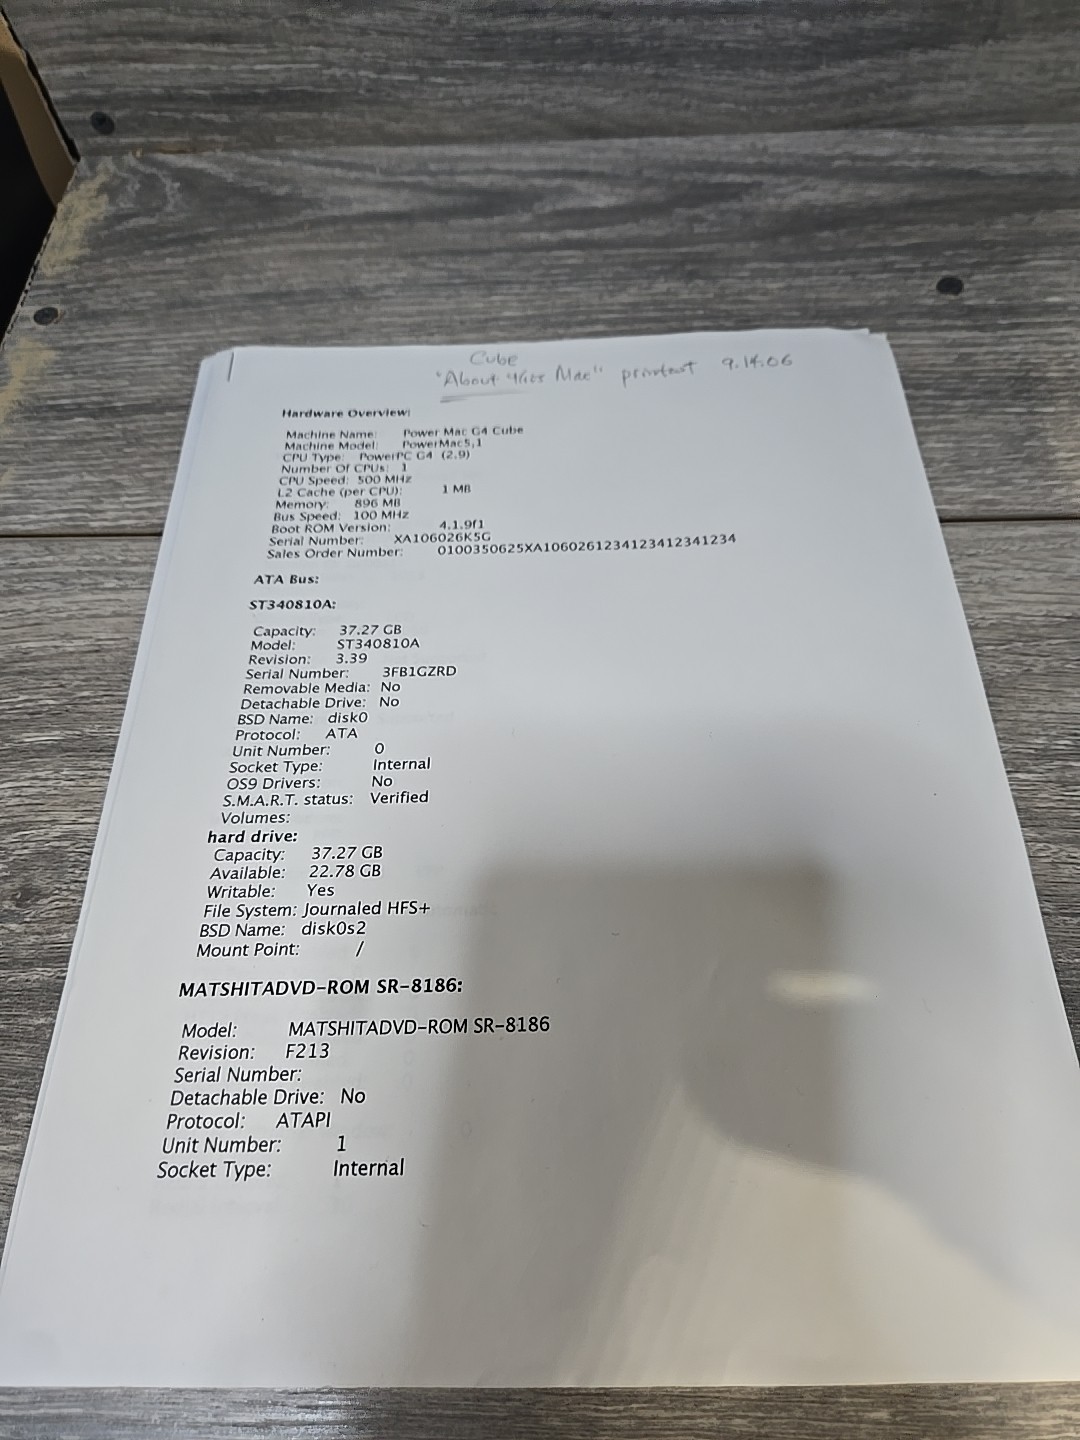 Cube
"About This Mac" printout 9.14.06
Hardware Overview:
Machine Name: Power Mac G4 Cube
Machine Model: PowerMac5,1
CPU Type: PowerPC G4 (2.9)
Number Of CPUs: 1
CPU Speed: 500 MHz
L2 Cache (per CPU): 1 MB
Memory: 896 MB
Bus Speed: 100 MHz
Boot ROM Version: 4.1.9f1
Serial Number: XA106026K5G
Sales Order Number: 0100350625XA1060261234123412341234
ATA Bus:
ST340810A:
Capacity: 37.27 GB
Model: ST340810A
Revision: 3.39
Serial Number: 3FB1GZRD
Removable Media: No
Detachable Drive: No
BSD Name: disk0
Protocol: ATA
Unit Number: 0
Socket Type: Internal
OS9 Drivers: No
S.M.A.R.T. status: Verified
Volumes:
hard drive:
Capacity: 37.27 GB
Available: 22.78 GB
Writable: Yes
File System: Journaled HFS+
BSD Name: disk0s2
Mount Point: /
MATSHITADVD-ROM SR-8186:
Model: MATSHITADVD-ROM SR-8186
Revision: F213
Serial Number:
Detachable Drive: No
Protocol: ATAPI
Unit Number: 1
Socket Type: Internal